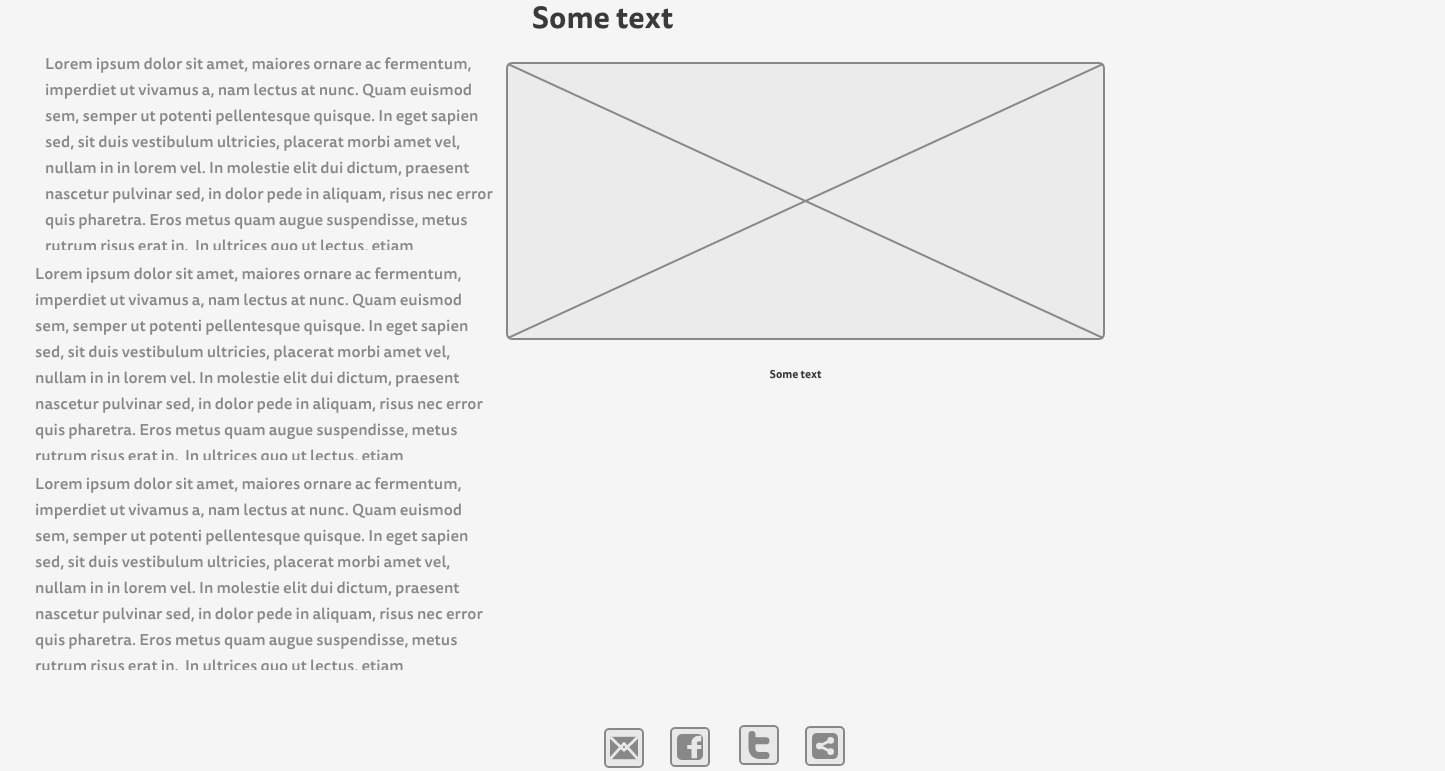 Some text
Lorem ipsum dolor sit amet, maiores ornare ac fermentum,
imperdiet ut vivamus a, nam lectus at nunc. Quam euismod
sem, semper ut potenti pellentesque quisque. In eget sapien
sed, sit duis vestibulum ultricies, placerat morbi amet vel,
nullam in in lorem vel. In molestie elit dui dictum, praesent
nascetur pulvinar sed, in dolor pede in aliquam, risus nec error
quis pharetra. Eros metus quam augue suspendisse, metus
rutrum risus erat in.  In ultrices quo ut lectus, etiam
Lorem ipsum dolor sit amet, maiores ornare ac fermentum,
imperdiet ut vivamus a, nam lectus at nunc. Quam euismod
sem, semper ut potenti pellentesque quisque. In eget sapien
sed, sit duis vestibulum ultricies, placerat morbi amet vel,
nullam in in lorem vel. In molestie elit dui dictum, praesent
nascetur pulvinar sed, in dolor pede in aliquam, risus nec error
quis pharetra. Eros metus quam augue suspendisse, metus
rutrum risus erat in.  In ultrices quo ut lectus, etiam
Lorem ipsum dolor sit amet, maiores ornare ac fermentum,
imperdiet ut vivamus a, nam lectus at nunc. Quam euismod
sem, semper ut potenti pellentesque quisque. In eget sapien
sed, sit duis vestibulum ultricies, placerat morbi amet vel,
nullam in in lorem vel. In molestie elit dui dictum, praesent
nascetur pulvinar sed, in dolor pede in aliquam, risus nec error
quis pharetra. Eros metus quam augue suspendisse, metus
rutrum risus erat in.  In ultrices quo ut lectus, etiam
Some text